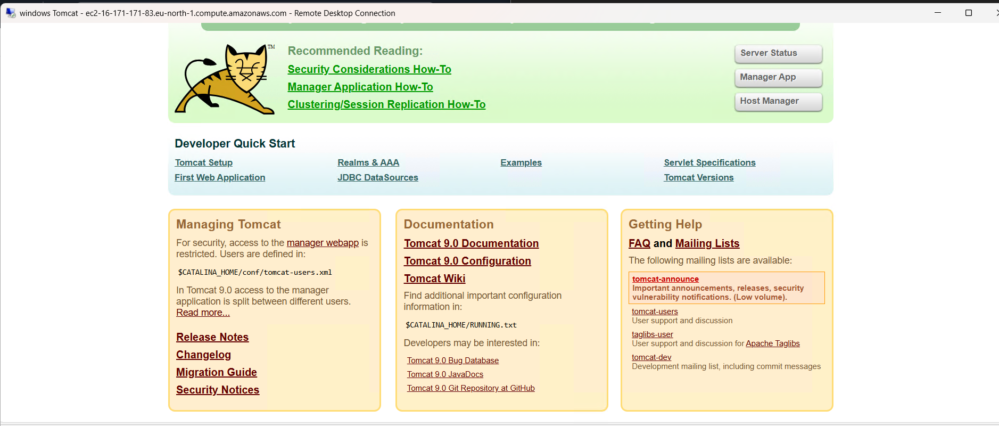 windows Tomcat - ec2-16-171-171-83.eu-north-1.compute.amazonaws.com - Remote Desktop Connection
TM
Recommended Reading:
Security Considerations How-To
Manager Application How-To
Clustering/Session Replication How-To
Server Status
Manager App
Host Manager
Developer Quick Start
Tomcat Setup
First Web Application
Realms & AAA
JDBC DataSources
Examples
Servlet Specifications
Tomcat Versions
Managing Tomcat
For security, access to the manager webapp is
restricted. Users are defined in:
$CATALINA_HOME/conf/tomcat-users.xml
In Tomcat 9.0 access to the manager
application is split between different users.
Read more...
Release Notes
Changelog
Migration Guide
Security Notices
Documentation
Tomcat 9.0 Documentation
Tomcat 9.0 Configuration
Tomcat Wiki
Find additional important configuration
information in:
$CATALINA_HOME/RUNNING.txt
Developers may be interested in:
Tomcat 9.0 Bug Database
Tomcat 9.0 JavaDocs
Tomcat 9.0 Git Repository at GitHub
Getting Help
FAQ and Mailing Lists
The following mailing lists are available:
tomcat-announce
Important announcements, releases, security
vulnerability notifications. (Low volume).
tomcat-users
User support and discussion
taglibs-user
User support and discussion for Apache Taglibs
tomcat-dev
Development mailing list, including commit messages